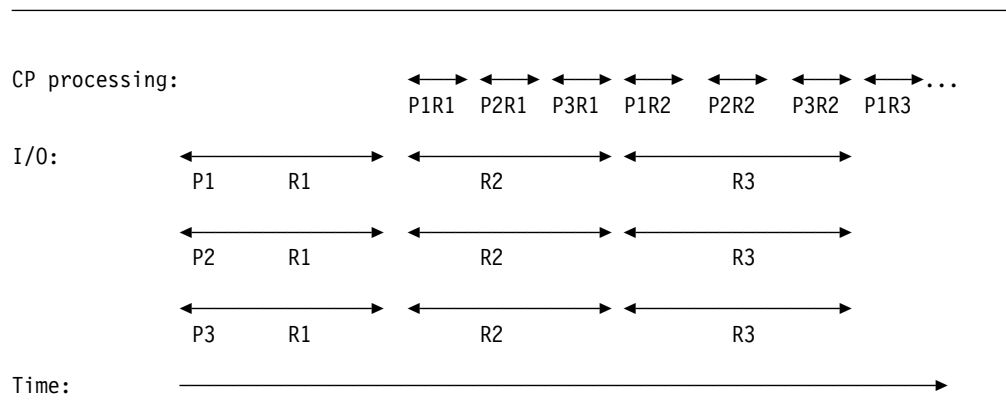 CP processing:
...
P1R1 P2R1 P3R1 P1R2 P2R2 P3R2 P1R3
I/O:
P1 R1 R2 R3
P2 R1 R2 R3
P3 R1 R2 R3
Time: